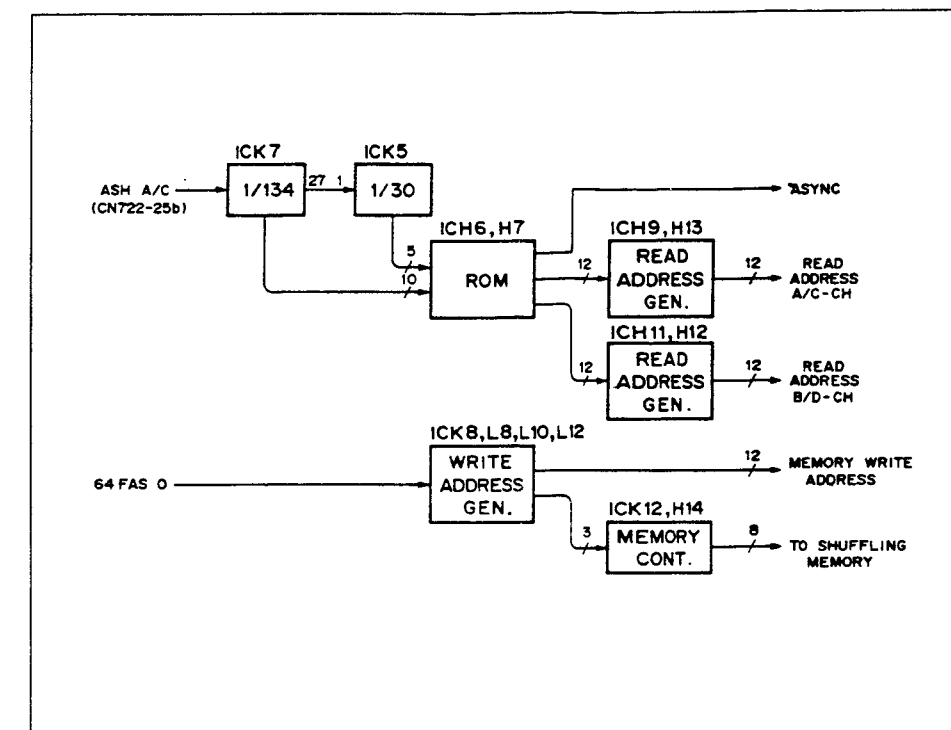 ICK7
ICK5
ASH A/C
(CN722-25b)
1/134
27
1
1/30
ASYNC
ICH6, H7
ICH9, H13
5
10
ROM
12
READ
ADDRESS
GEN.
12
READ
ADDRESS
A/C-CH
ICH11, H12
12
READ
ADDRESS
GEN.
12
READ
ADDRESS
B/D-CH
ICK8, L8, L10, L12
64 FAS O
WRITE
ADDRESS
GEN.
12
MEMORY WRITE
ADDRESS
ICK12, H14
3
MEMORY
CONT.
8
TO SHUFFLING
MEMORY